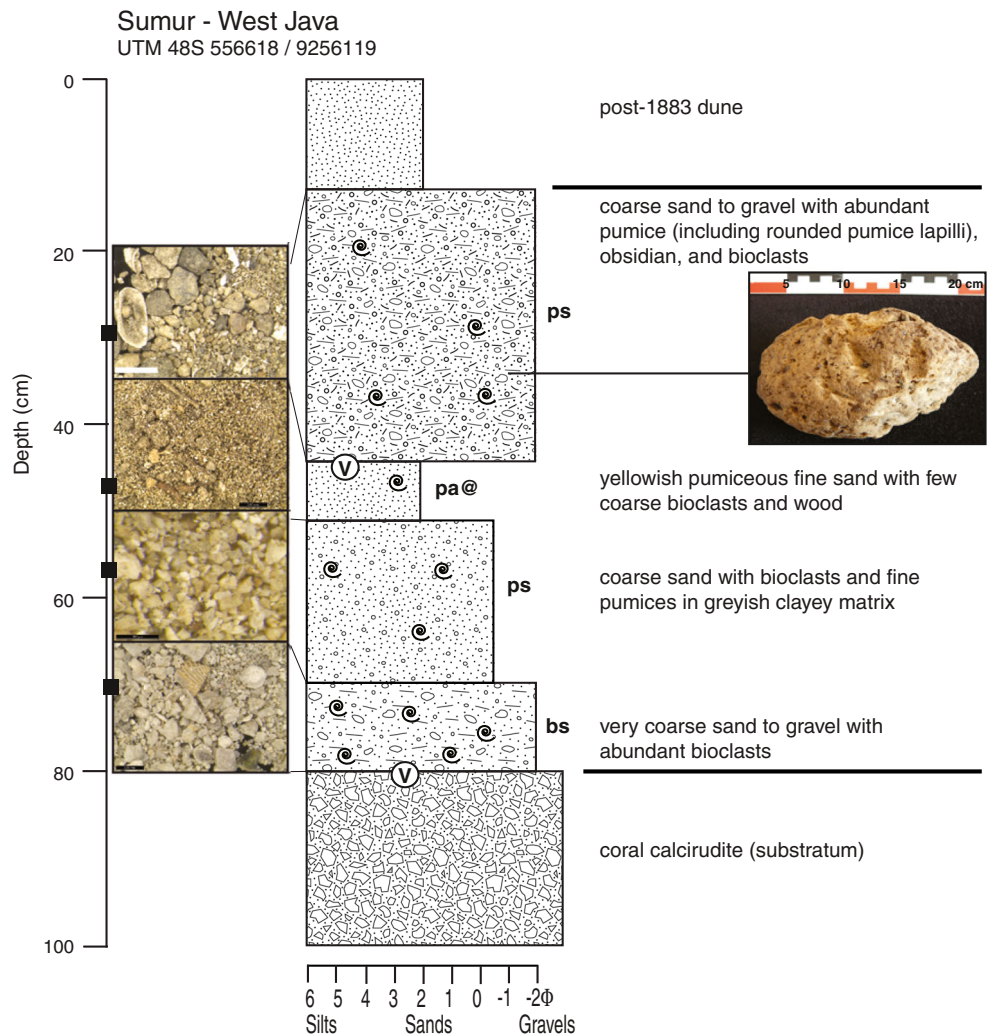 Sumur - West Java
UTM 48S 556618 / 9256119
0
20
40
60
80
100
Depth (cm)
post-1883 dune
coarse sand to gravel with abundant
pumice (including rounded pumice lapilli),
obsidian, and bioclasts
5 10 15 20 cm
ps
V
yellowish pumiceous fine sand with few
coarse bioclasts and wood
pa@
coarse sand with bioclasts and fine
pumices in greyish clayey matrix
ps
bs
very coarse sand to gravel with
abundant bioclasts
V
coral calcirudite (substratum)
6 5 4 3 2 1 0 -1 -2Φ
Silts Sands Gravels